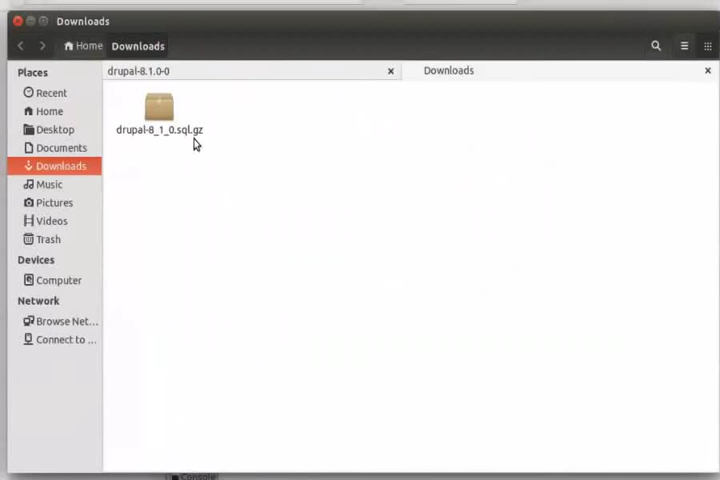 Downloads
Home Downloads
drupal-8.1.0-0
Downloads
Places
Recent
Home
Desktop
Documents
Downloads
Music
Pictures
Videos
Trash
Devices
Computer
Network
Browse Net...
Connect to ...
drupal-8_1_0.sql.gz
Console